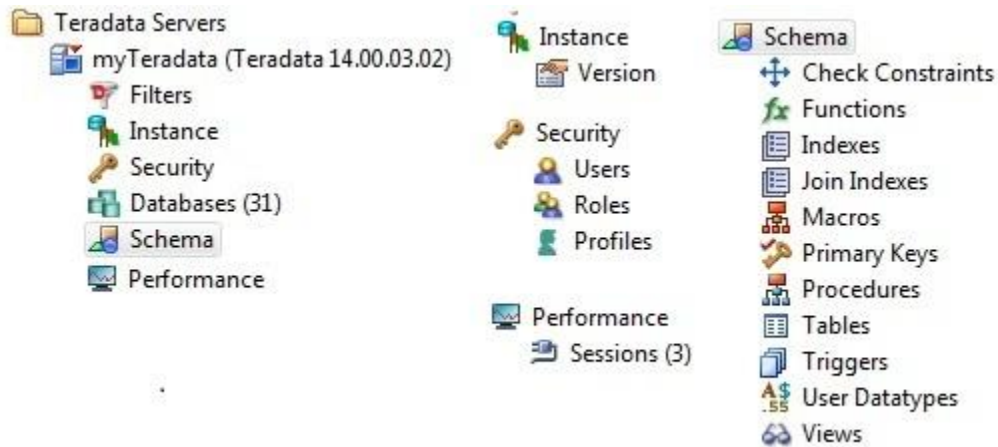 Teradata Servers
myTeradata (Teradata 14.00.03.02)
Filters
Instance
Security
Databases (31)
Schema
Performance
Instance
Version
Security
Users
Roles
Profiles
Performance
Sessions (3)
Schema
Check Constraints
Functions
Indexes
Join Indexes
Macros
Primary Keys
Procedures
Tables
Triggers
User Datatypes
Views